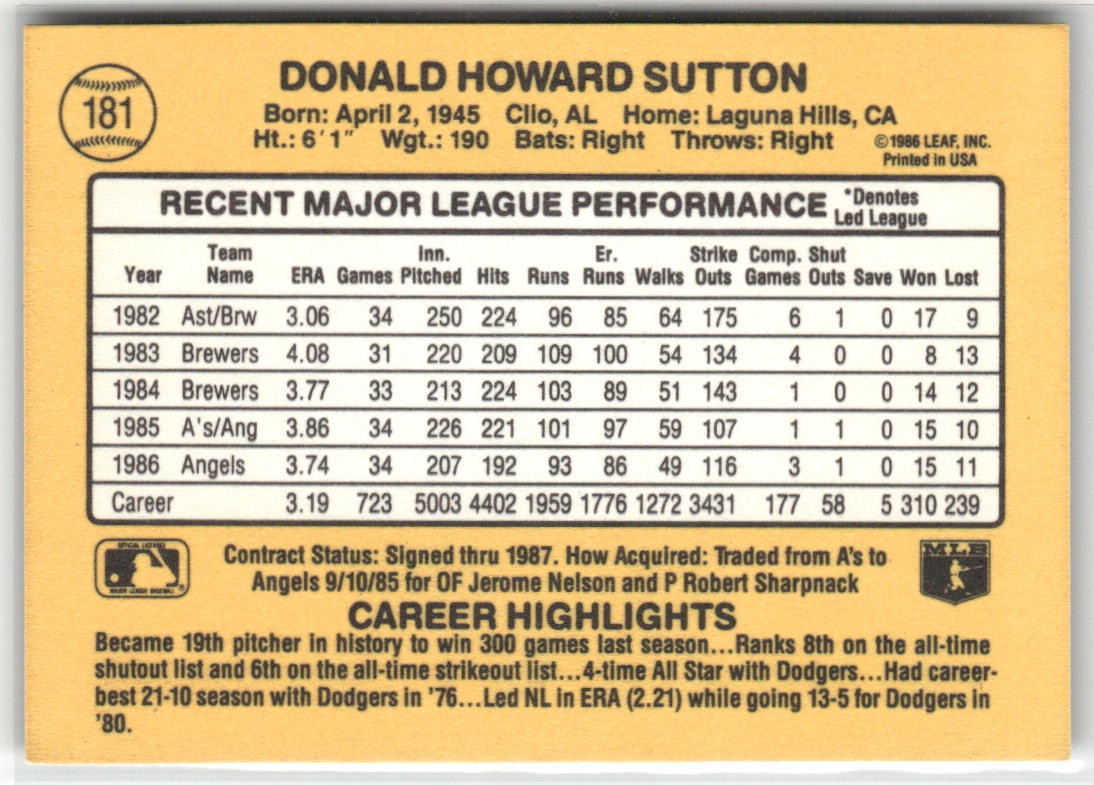 181
DONALD HOWARD SUTTON
Born: April 2, 1945 Clio, AL Home: Laguna Hills, CA
Ht.: 6'1" Wgt.: 190 Bats: Right Throws: Right
©1986 LEAF, INC.
Printed in USA
RECENT MAJOR LEAGUE PERFORMANCE *Denotes Led League
Year Team Name ERA Games Inn. Pitched Hits Runs Er. Runs Walks Strike Outs Comp. Games Shut Outs Save Won Lost
1982 Ast/Brw 3.06 34 250 224 96 85 64 175 6 1 0 17 9
1983 Brewers 4.08 31 220 209 109 100 54 134 4 0 0 8 13
1984 Brewers 3.77 33 213 224 103 89 51 143 1 0 0 14 12
1985 A's/Ang 3.86 34 226 221 101 97 59 107 1 1 0 15 10
1986 Angels 3.74 34 207 192 93 86 49 116 3 1 0 15 11
Career 3.19 723 5003 4402 1959 1776 1272 3431 177 58 5 310 239
OFFICIAL LICENSEE
MAJOR LEAGUE BASEBALL
®
Contract Status: Signed thru 1987. How Acquired: Traded from A's to
Angels 9/10/85 for OF Jerome Nelson and P Robert Sharpnack
MLB
CAREER HIGHLIGHTS
Became 19th pitcher in history to win 300 games last season...Ranks 8th on the all-time
shutout list and 6th on the all-time strikeout list...4-time All Star with Dodgers...Had career-
best 21-10 season with Dodgers in '76...Led NL in ERA (2.21) while going 13-5 for Dodgers in
'80.